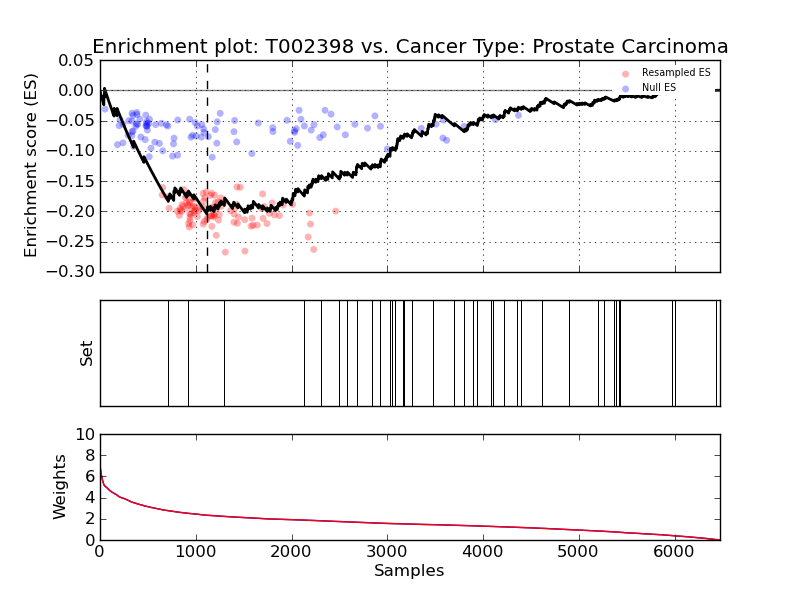 Enrichment plot: T002398 vs. Cancer Type: Prostate Carcinoma
Enrichment score (ES)
0.05
0.00
−0.05
−0.10
−0.15
−0.20
−0.25
−0.30
Resampled ES
Null ES
Set
Weights
10
8
6
4
2
0
0 1000 2000 3000 4000 5000 6000
Samples